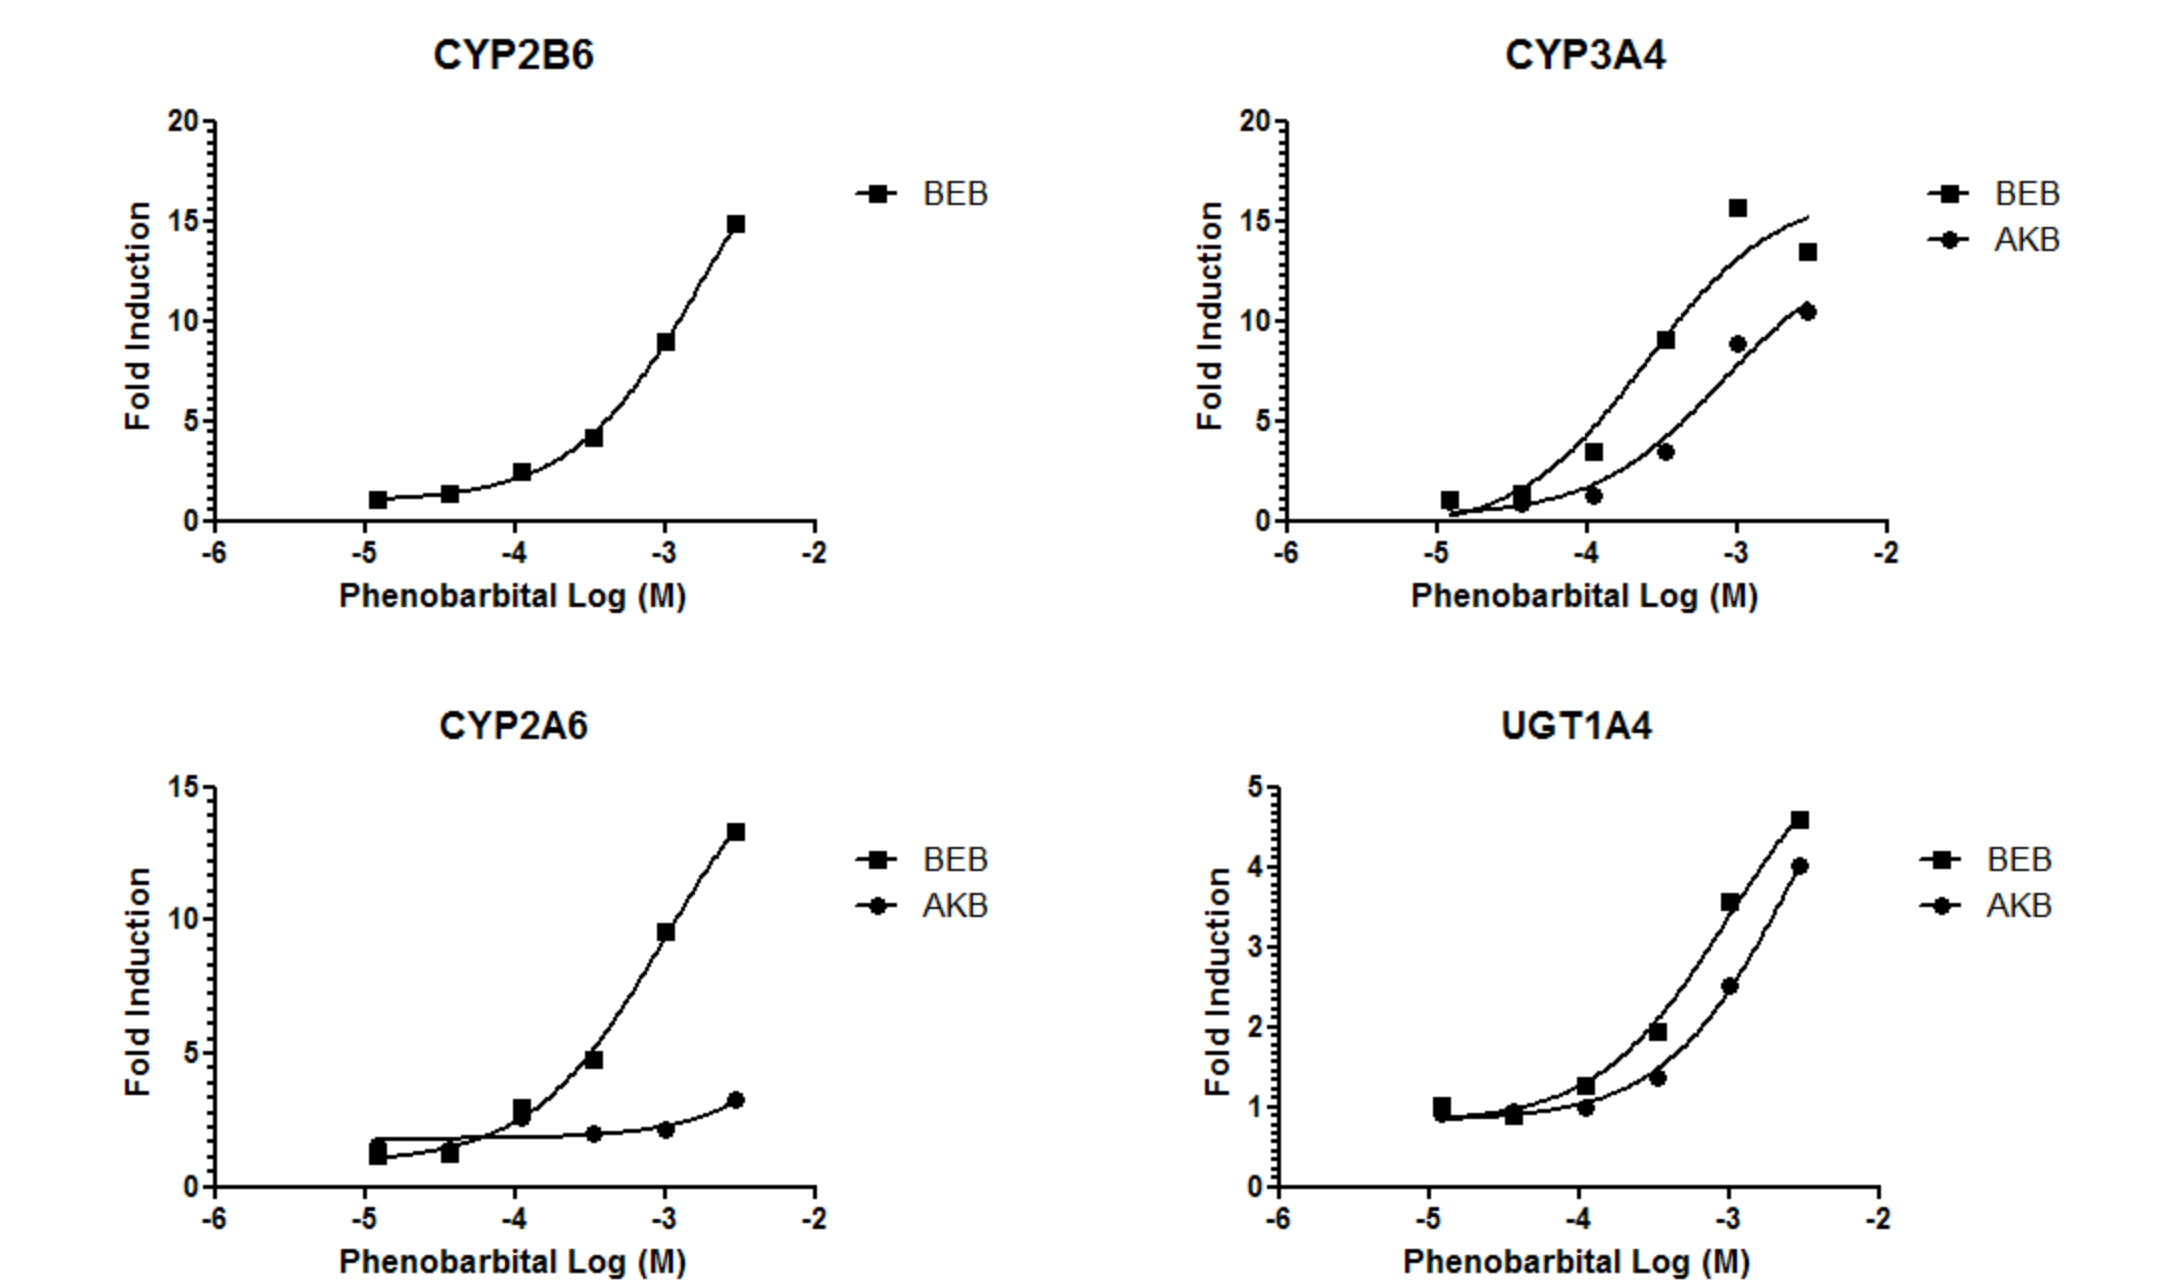 CYP2B6
20
15
10
5
0
-6 -5 -4 -3 -2
Fold Induction
Phenobarbital Log (M)
BEB
CYP3A4
20
15
10
5
0
-6 -5 -4 -3 -2
Fold Induction
Phenobarbital Log (M)
BEB
AKB
CYP2A6
15
10
5
0
-6 -5 -4 -3 -2
Fold Induction
Phenobarbital Log (M)
BEB
AKB
UGT1A4
5
4
3
2
1
0
-6 -5 -4 -3 -2
Fold Induction
Phenobarbital Log (M)
BEB
AKB